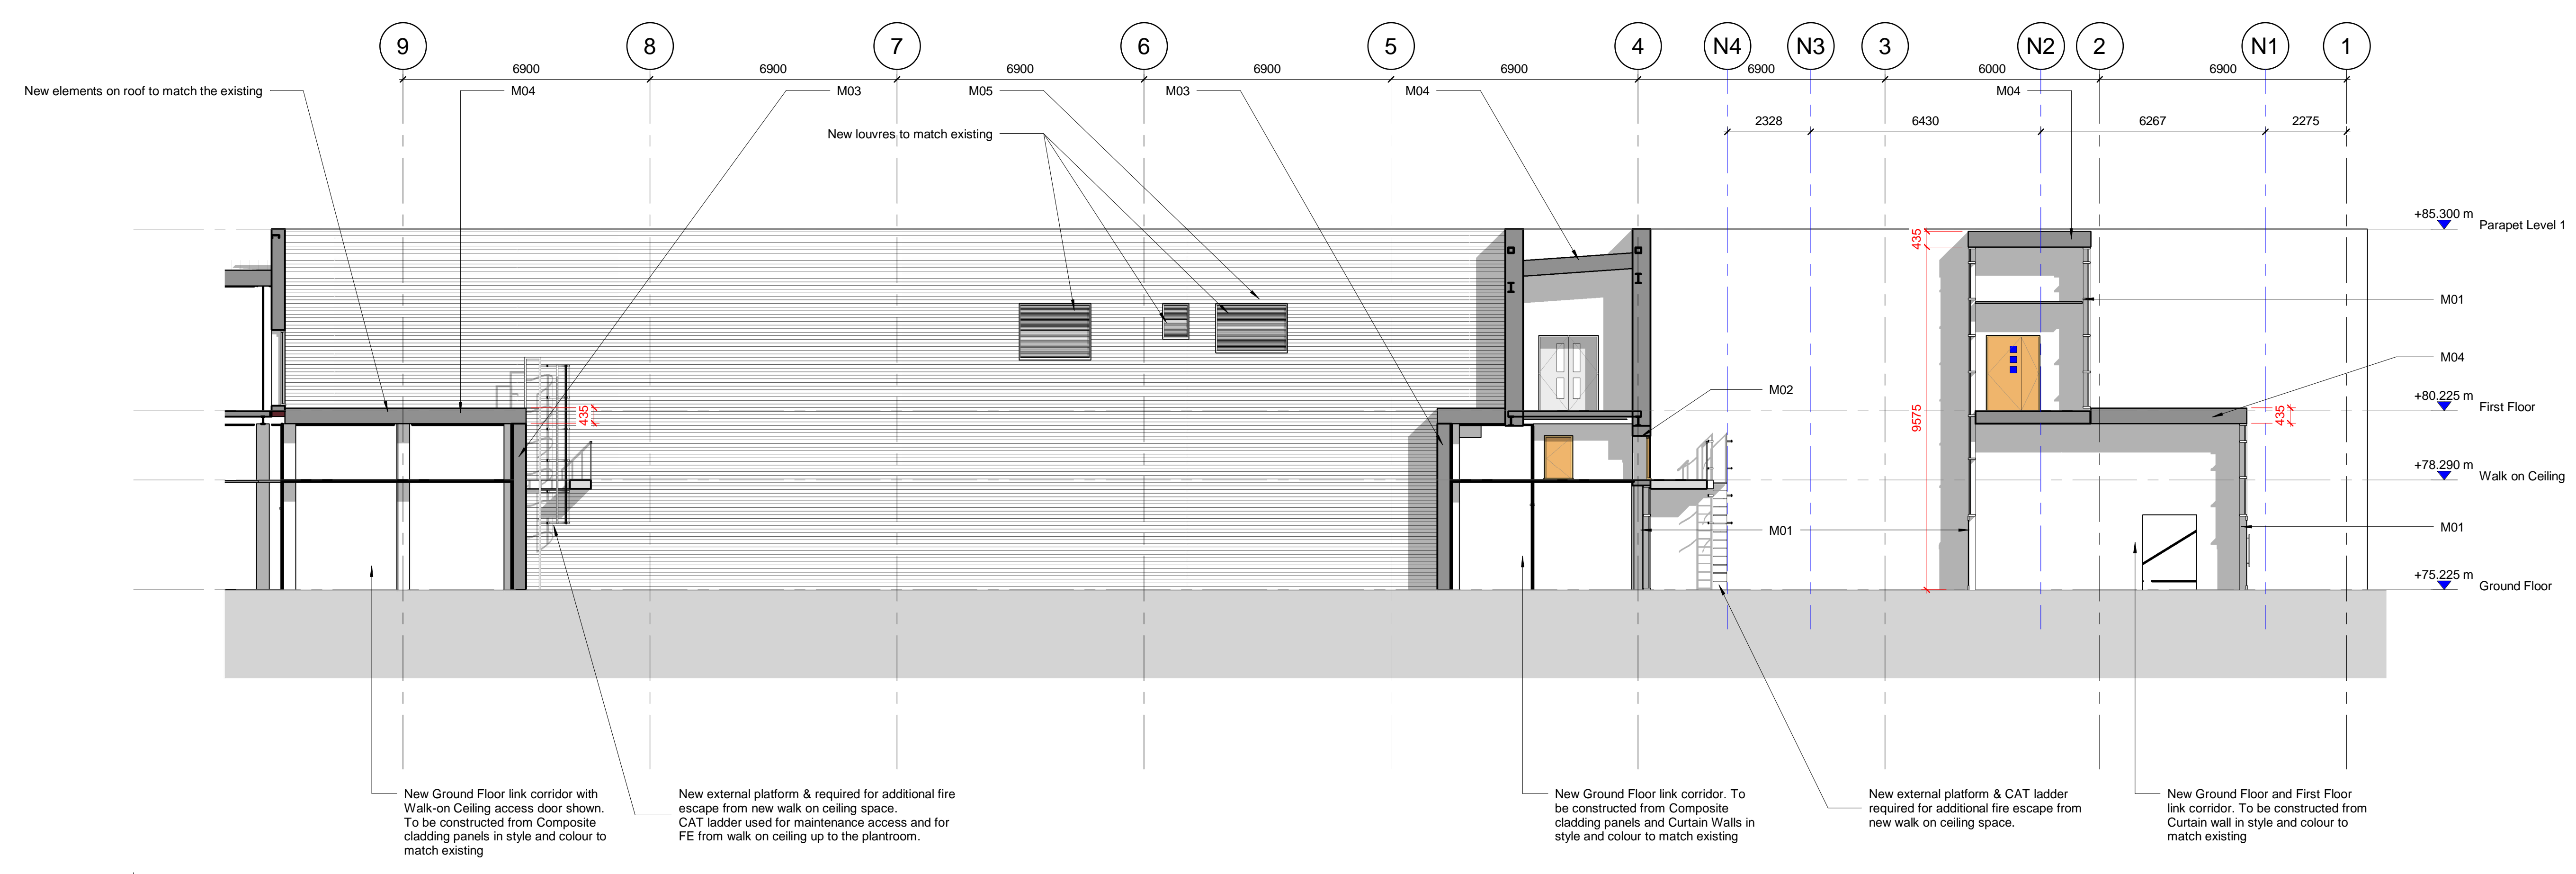 9 8 7 6 5 4 N4 N3 3 N2 2 N1 1
6900 6900 6900 6900 6900 6900 6000 6900
New elements on roof to match the existing M04 M03 M05 M03 M04 M04
2328 6430 6267 2275
New louvres to match existing
+85.300 m
Parapet Level 1
435
M01
M04
M02
+80.225 m
First Floor
435
435
9575
+78.290 m
Walk on Ceiling
M01
M01
+75.225 m
Ground Floor
New Ground Floor link corridor with
Walk-on Ceiling access door shown.
To be constructed from Composite
cladding panels in style and colour to
match existing
New external platform & required for additional fire
escape from new walk on ceiling space.
CAT ladder used for maintenance access and for
FE from walk on ceiling up to the plantroom.
New Ground Floor link corridor. To
be constructed from Composite
cladding panels and Curtain Walls in
style and colour to match existing
New external platform & CAT ladder
required for additional fire escape from
new walk on ceiling space.
New Ground Floor and First Floor
link corridor. To be constructed from
Curtain wall in style and colour to
match existing